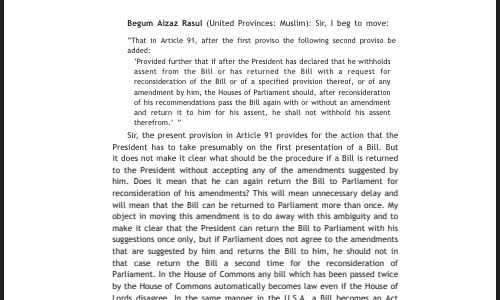 Begum Aizaz Rasul (United Provinces: Muslim): Sir, I beg to move:
"That in Article 91, after the first proviso the following second proviso be
added:
'Provided further that if after the President has declared that he withholds
assent from the Bill or has returned the Bill with a request for
reconsideration of the Bill or of a specified provision thereof, or of any
amendment by him, the Houses of Parliament should, after reconsideration
of his recommendations pass the Bill again with or without an amendment
and return it to him for his assent, he shall not withhold his assent
therefrom.' "
Sir, the present provision in Article 91 provides for the action that the
President has to take presumably on the first presentation of a Bill. But
it does not make it clear what should be the procedure if a Bill is returned
to the President without accepting any of the amendments suggested by
him. Does it mean that he can again return the Bill to Parliament for
reconsideration of his amendments? This will mean unnecessary delay and
will mean that the Bill can be returned to Parliament more than once. My
object in moving this amendment is to do away with this ambiguity and to
make it clear that the President can return the Bill to Parliament with his
suggestions once only, but if Parliament does not agree to the amendments
that are suggested by him and returns the Bill to him, he should not in
that case return the Bill a second time for the reconsideration of
Parliament. In the House of Commons any bill which has been passed twice
by the House of Commons automatically becomes law even if the House of
Lords disagree. In the same manner in the U.S.A. a Bill becomes an Act